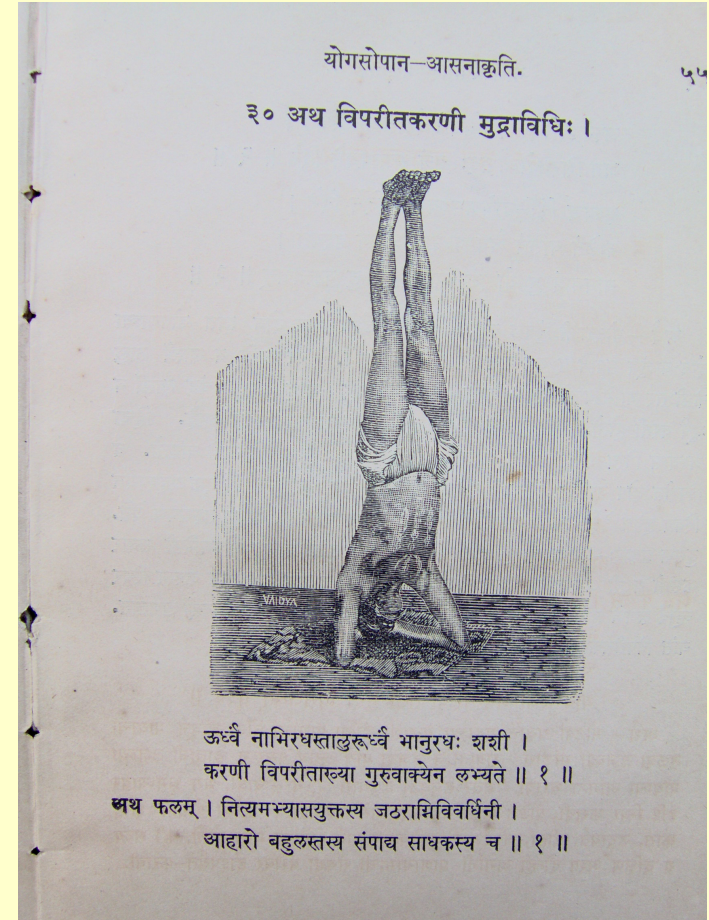 योगसोपान–आसनाकृति. ५५
३० अथ विपरीतकरणी मुद्राविधिः ।
VAIDYA
ऊर्ध्वं नाभिरधस्तालुरूर्ध्वं भानुरधः शशी ।
करणी विपरीताख्या गुरुवाक्येन लभ्यते ॥ १ ॥
अथ फलम् । नित्यमभ्यासयुक्तस्य जठराग्निविवर्धिनी ।
आहारो बहुलस्तस्य संपाद्य साधकस्य च ॥ १ ॥